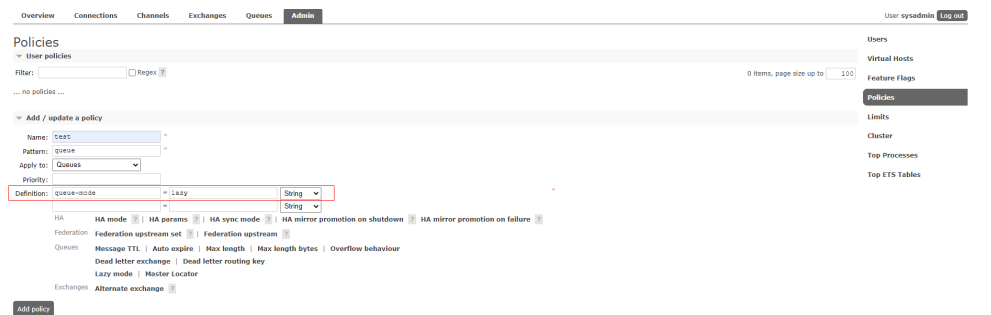 Overview Connections Channels Exchanges Queues Admin User sysadmin Log out
Policies
Users
User policies
Virtual Hosts
Filter: Regex ? 0 items, page size up to 100
Feature Flags
... no policies ...
Policies
Add / update a policy
Limits
Name: test *
Cluster
Pattern: queue *
Top Processes
Apply to: Queues
Top ETS Tables
Priority:
Definition: queue-mode = lazy String *
= String
HA HA mode ? | HA params ? | HA sync mode ? | HA mirror promotion on shutdown ? HA mirror promotion on failure ?
Federation Federation upstream set ? | Federation upstream ?
Queues Message TTL | Auto expire | Max length | Max length bytes | Overflow behaviour
Dead letter exchange | Dead letter routing key
Lazy mode | Master Locator
Exchanges Alternate exchange ?
Add policy